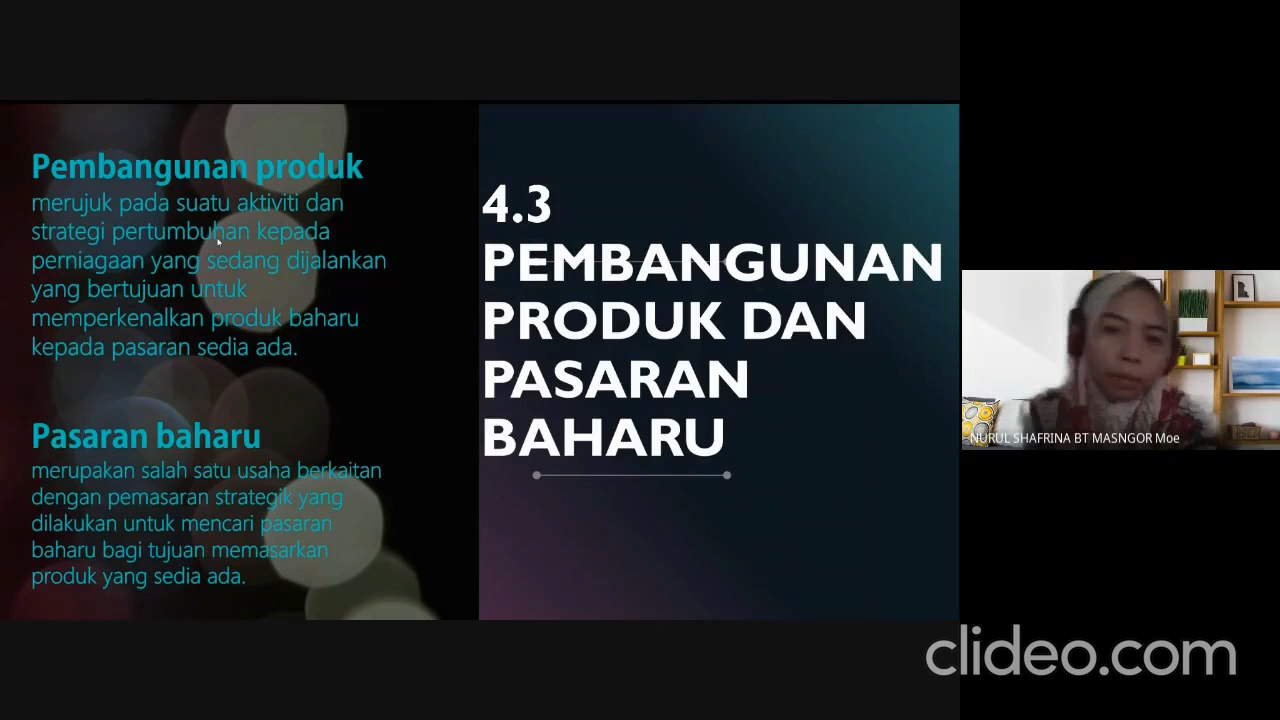 Pembangunan produk
merujuk pada suatu aktiviti dan
strategi pertumbuhan kepada
perniagaan yang sedang dijalankan
yang bertujuan untuk
memperkenalkan produk baharu
kepada pasaran sedia ada.
Pasaran baharu
merupakan salah satu usaha berkaitan
dengan pemasaran strategik yang
dilakukan untuk mencari pasaran
baharu bagi tujuan memasarkan
produk yang sedia ada.
4.3
PEMBANGUNAN
PRODUK DAN
PASARAN
BAHARU
NURUL SHAFRINA BT MASNGOR Moe
clideo.com